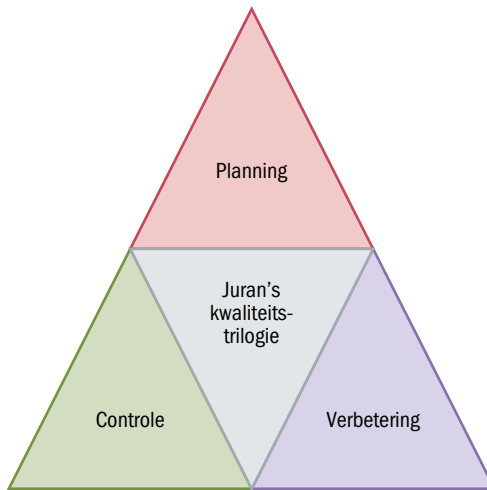 Planning
Juran's
kwaliteits-
trilogie
Controle
Verbetering